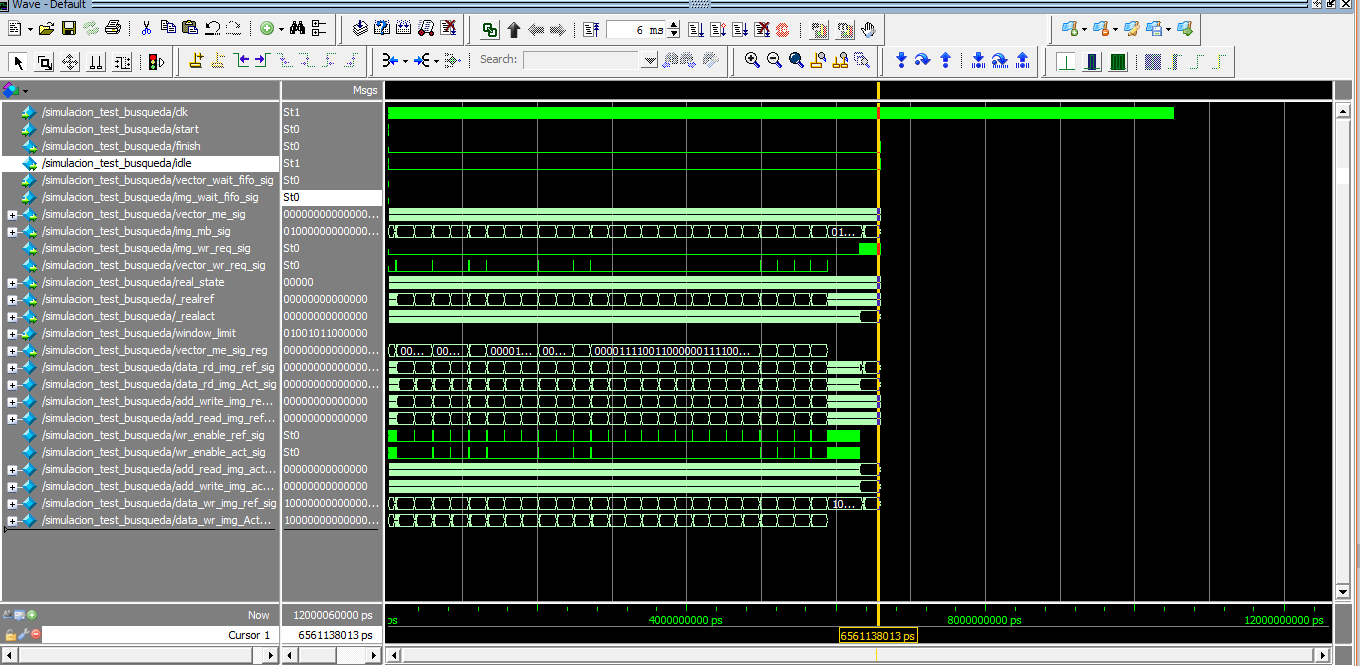 Wave - Default
6 ms
Search:
Msgs
/simulacion_test_busqueda/clk St1
/simulacion_test_busqueda/start St0
/simulacion_test_busqueda/finish St0
/simulacion_test_busqueda/idle St1
/simulacion_test_busqueda/vector_wait_fifo_sig St0
/simulacion_test_busqueda/img_wait_fifo_sig St0
/simulacion_test_busqueda/vector_me_sig 00000000000000...
/simulacion_test_busqueda/img_mb_sig 01000000000000... 01...
/simulacion_test_busqueda/img_wr_req_sig St0
/simulacion_test_busqueda/vector_wr_req_sig St0
/simulacion_test_busqueda/real_state 00000
/simulacion_test_busqueda/_realref 00000000000000
/simulacion_test_busqueda/_realact 00000000000000
/simulacion_test_busqueda/window_limit 01001011000000
/simulacion_test_busqueda/vector_me_sig_reg 00000000000000... 00... 00... 00001... 00... 0000111100110000001111100...
/simulacion_test_busqueda/data_rd_img_ref_sig 00000000000000...
/simulacion_test_busqueda/data_rd_img_Act_sig 00000000000000...
/simulacion_test_busqueda/add_write_img_re... 00000000000000
/simulacion_test_busqueda/add_read_img_ref... 00000000000000
/simulacion_test_busqueda/wr_enable_ref_sig St0
/simulacion_test_busqueda/wr_enable_act_sig St0
/simulacion_test_busqueda/add_read_img_act... 00000000000000
/simulacion_test_busqueda/add_write_img_ac... 00000000000000
/simulacion_test_busqueda/data_wr_img_ref_sig 10000000000000... 10...
/simulacion_test_busqueda/data_wr_img_Act... 10000000000000...
Now 12000060000 ps ps 4000000000 ps 8000000000 ps 12000000000 ps
Cursor 1 6561138013 ps 6561138013 ps